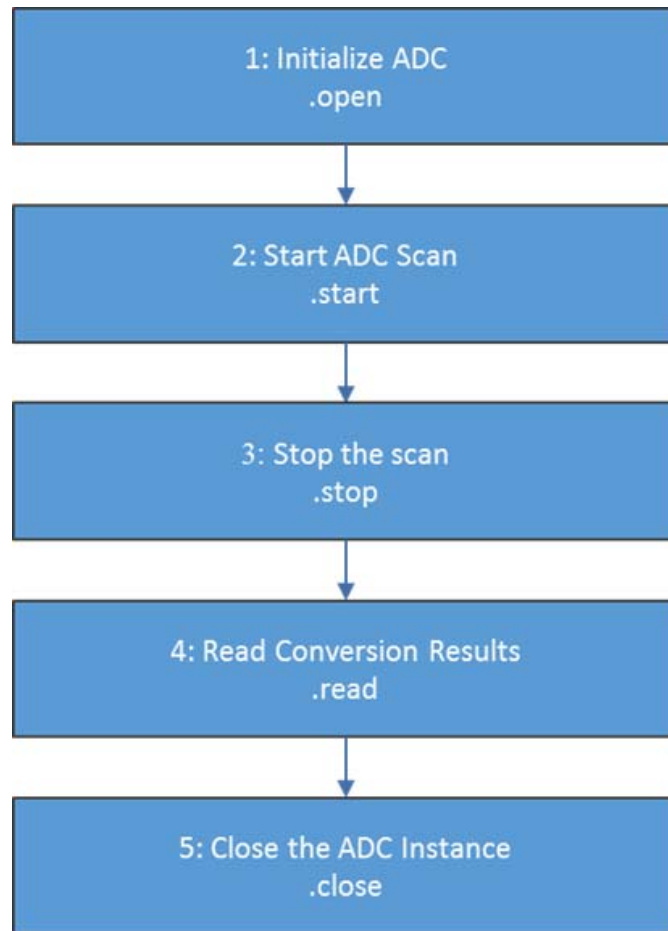 1: Initialize ADC
.open
2: Start ADC Scan
.start
3: Stop the scan
.stop
4: Read Conversion Results
.read
5: Close the ADC Instance
.close